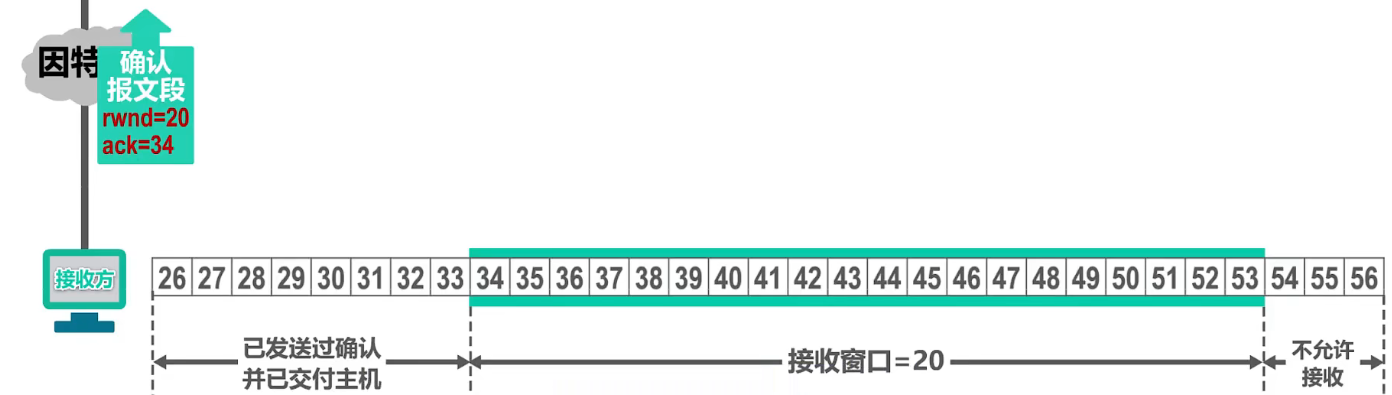 因特
确认
报文段
rwnd=20
ack=34
接收方
26 27 28 29 30 31 32 33 34 35 36 37 38 39 40 41 42 43 44 45 46 47 48 49 50 51 52 53 54 55 56
已发送过确认
并已交付主机
接收窗口=20
不允许
接收